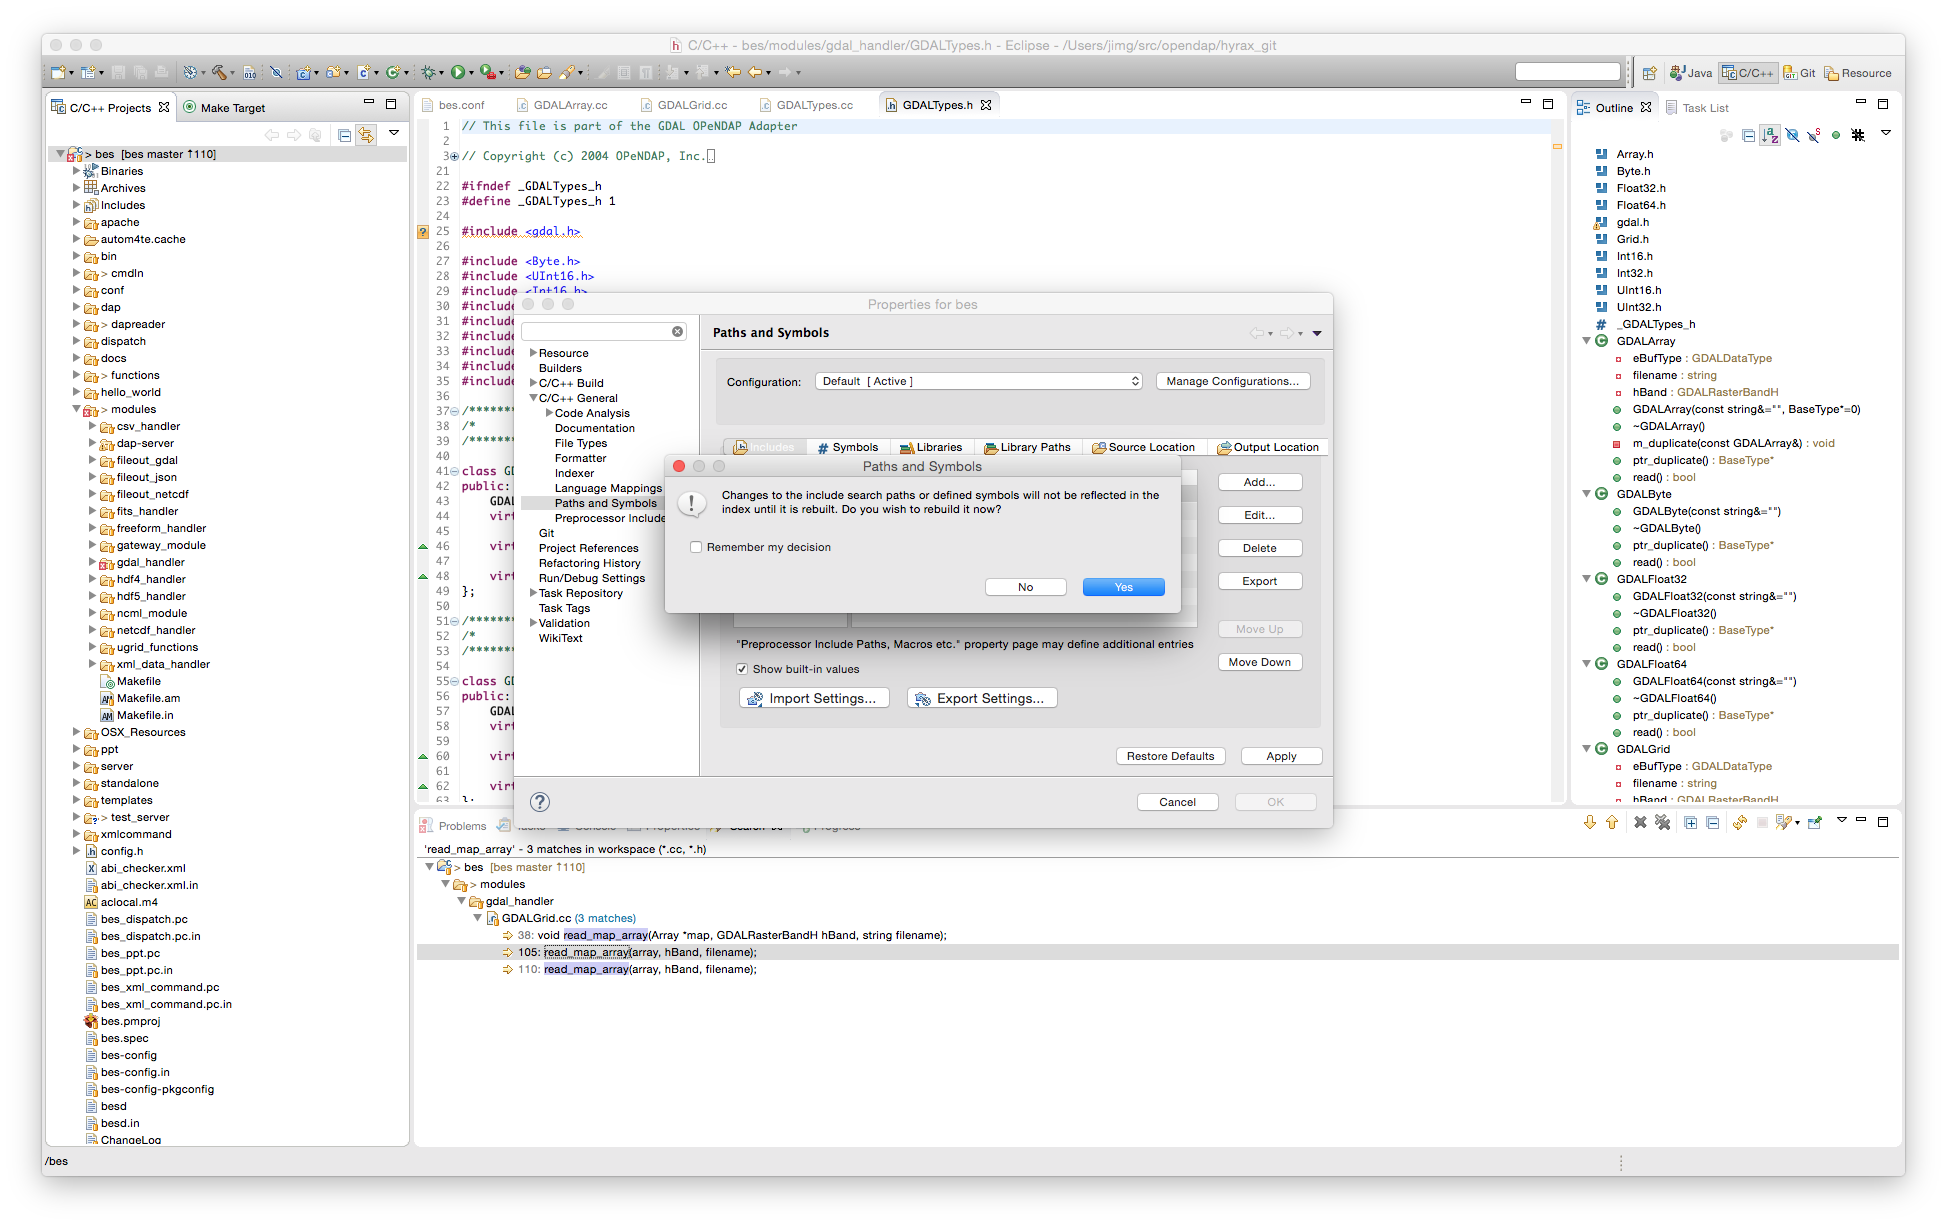 C/C++ - bes/modules/gdal_handler/GDALTypes.h - Eclipse - /Users/jimg/src/opendap/hyrax_git
Java
C/C++
Git
Resource
C/C++ Projects
Make Target
> bes [bes master ↑110]
Binaries
Archives
Includes
apache
autom4te.cache
bin
> cmdln
conf
dap
> dapreader
dispatch
docs
> functions
hello_world
> modules
csv_handler
dap-server
fileout_gdal
fileout_json
fileout_netcdf
fits_handler
freeform_handler
gateway_module
gdal_handler
hdf4_handler
hdf5_handler
ncml_module
netcdf_handler
ugrid_functions
xml_data_handler
Makefile
Makefile.am
Makefile.in
OSX_Resources
ppt
server
standalone
templates
> test_server
xmlcommand
config.h
abi_checker.xml
abi_checker.xml.in
aclocal.m4
bes_dispatch.pc
bes_dispatch.pc.in
bes_ppt.pc
bes_ppt.pc.in
bes_xml_command.pc
bes_xml_command.pc.in
bes.pmproj
bes.spec
bes-config
bes-config.in
bes-config-pkgconfig
besd
besd.in
ChangeLog
/bes
bes.conf
GDALArray.cc
GDALGrid.cc
GDALTypes.cc
GDALTypes.h
1 // This file is part of the GDAL OPeNDAP Adapter
2
3 // Copyright (c) 2004 OPeNDAP, Inc.
21
22 #ifndef _GDALTypes_h
23 #define _GDALTypes_h 1
24
25 #include <gdal.h>
26
27 #include <Byte.h>
28 #include <UInt16.h>
29 #include <Int16.h>
30 #include
31 #include
32 #include
33 #include
34 #include
35 #include
36
37 /*******
38 /*
39 /*******
40
41 class GD
42 public:
43 GDAL
44 virt
45
46 virt
47
48 virt
49 };
50
51 /*******
52 /*
53 /*******
54
55 class GD
56 public:
57 GDAL
58 virt
59
60 virt
61
62 virt
63 };
Properties for bes
Resource
Builders
C/C++ Build
C/C++ General
Code Analysis
Documentation
File Types
Formatter
Indexer
Language Mappings
Paths and Symbols
Preprocessor Include
Git
Project References
Refactoring History
Run/Debug Settings
Task Repository
Task Tags
Validation
WikiText
Paths and Symbols
Configuration:
Default [ Active ]
Manage Configurations...
Includes
Symbols
Libraries
Library Paths
Source Location
Output Location
Add...
Edit...
Delete
Export
Move Up
Move Down
"Preprocessor Include Paths, Macros etc." property page may define additional entries
Show built-in values
Import Settings...
Export Settings...
Restore Defaults
Apply
Cancel
OK
Paths and Symbols
Changes to the include search paths or defined symbols will not be reflected in the
index until it is rebuilt. Do you wish to rebuild it now?
Remember my decision
No
Yes
Outline
Task List
Array.h
Byte.h
Float32.h
Float64.h
gdal.h
Grid.h
Int16.h
Int32.h
UInt16.h
UInt32.h
_GDALTypes_h
GDALArray
eBufType : GDALDataType
filename : string
hBand : GDALRasterBandH
GDALArray(const string&="", BaseType*=0)
~GDALArray()
m_duplicate(const GDALArray&) : void
ptr_duplicate() : BaseType*
read() : bool
GDALByte
GDALByte(const string&="")
~GDALByte()
ptr_duplicate() : BaseType*
read() : bool
GDALFloat32
GDALFloat32(const string&="")
~GDALFloat32()
ptr_duplicate() : BaseType*
read() : bool
GDALFloat64
GDALFloat64(const string&="")
~GDALFloat64()
ptr_duplicate() : BaseType*
read() : bool
GDALGrid
eBufType : GDALDataType
filename : string
hBand : GDALRasterBandH
Problems
Tasks
Console
Properties
Search
Progress
'read_map_array' - 3 matches in workspace (*.cc, *.h)
> bes [bes master ↑110]
> modules
gdal_handler
GDALGrid.cc (3 matches)
38: void read_map_array(Array *map, GDALRasterBandH hBand, string filename);
105: read_map_array(array, hBand, filename);
110: read_map_array(array, hBand, filename);